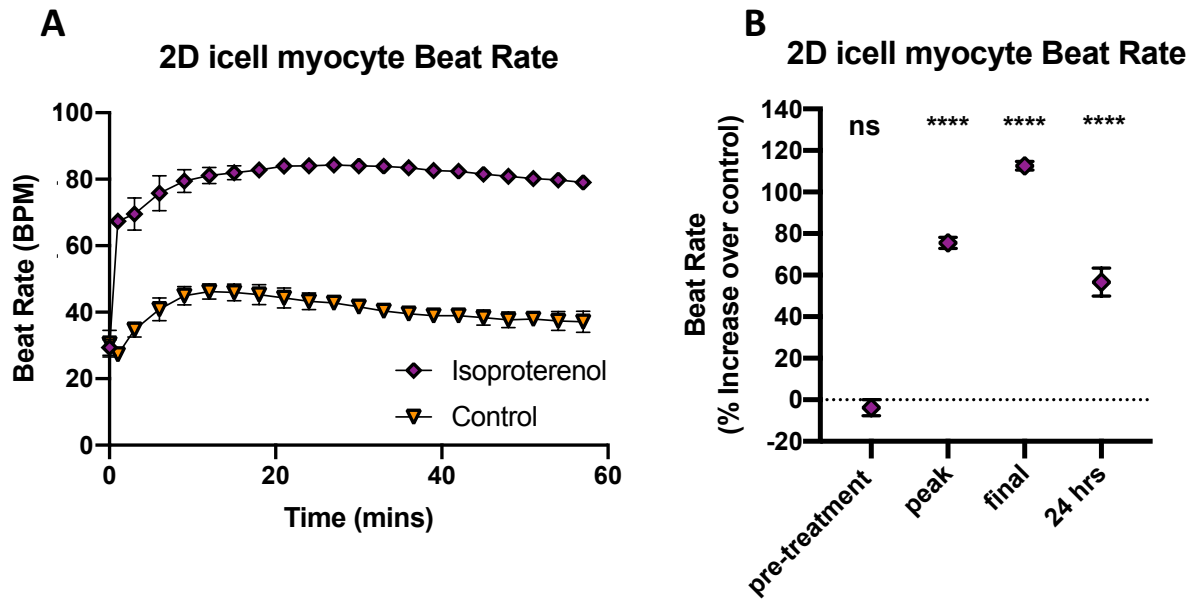 A
2D icell myocyte Beat Rate
100
80
60
40
20
0
Beat Rate (BPM)
Isoproterenol
Control
0 20 40 60
Time (mins)
B
2D icell myocyte Beat Rate
140
120
100
80
60
40
20
0
-20
Beat Rate
(% Increase over control)
ns **** **** ****
pre-treatment peak final 24 hrs